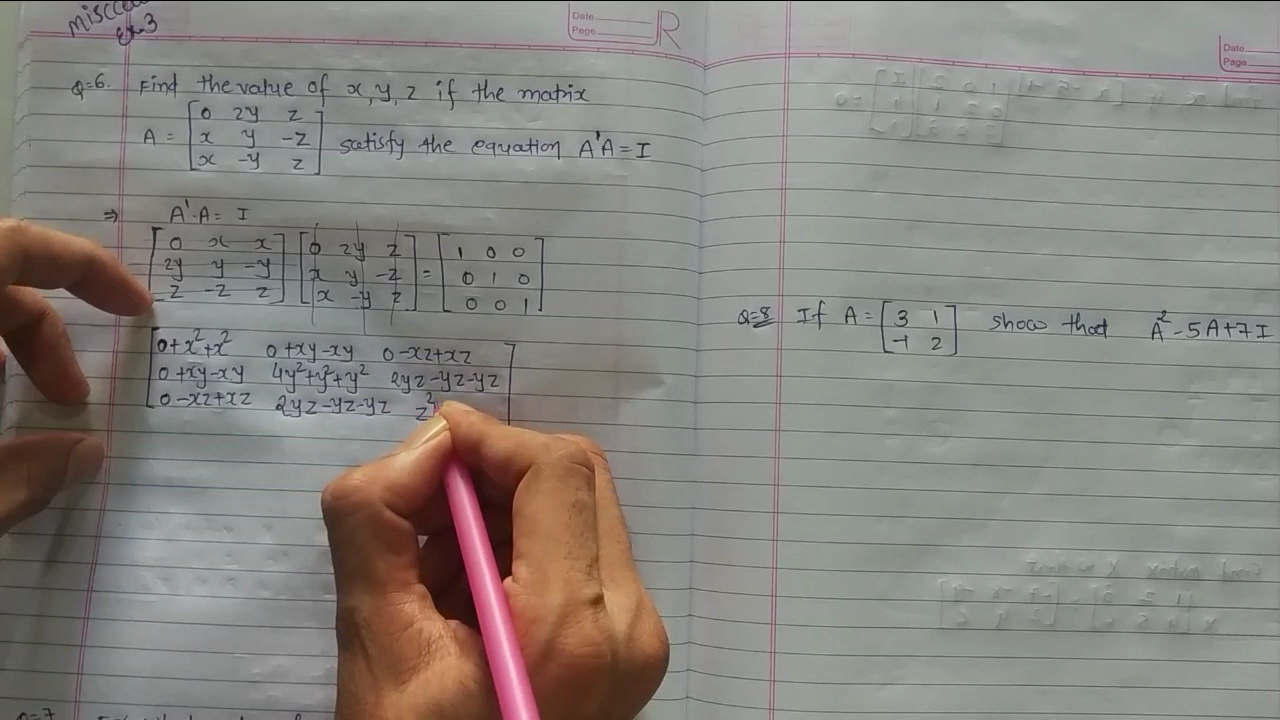 Ex-3
Date
Page
R
Q=6. Find the value of x, y, z if the matrix
A = [0 2y z
x y -z
x -y z] satisfy the equation A'A = I
⇒ A'·A = I
[0 x x] [0 2y z] [1 0 0]
[2y y -y] [x y -z] = [0 1 0]
[z -z z] [x -y z] [0 0 1]
[0+x²+x² 0+xy-xy 0-xz+xz
0+xy-xy 4y²+y²+y² 2yz-yz-yz
0-xz+xz 2yz-yz-yz z²
Date
Page
Q=8 If A = [3 1
-1 2] show that A²-5A+7I